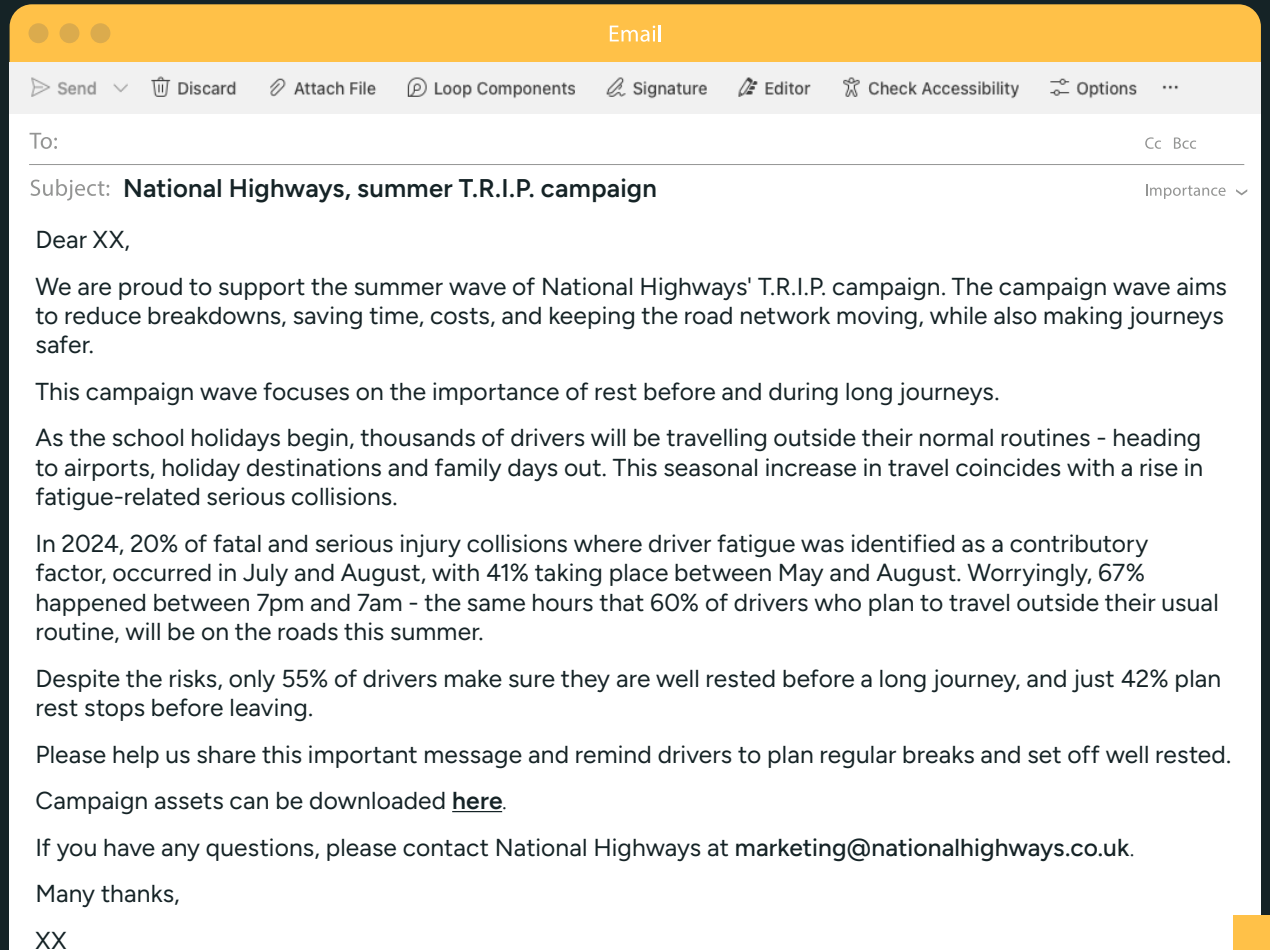 Email
Send Discard Attach File Loop Components Signature Editor Check Accessibility Options ...
To: Cc Bcc
Subject: National Highways, summer T.R.I.P. campaign Importance
Dear XX,
We are proud to support the summer wave of National Highways' T.R.I.P. campaign. The campaign wave aims
to reduce breakdowns, saving time, costs, and keeping the road network moving, while also making journeys
safer.
This campaign wave focuses on the importance of rest before and during long journeys.
As the school holidays begin, thousands of drivers will be travelling outside their normal routines - heading
to airports, holiday destinations and family days out. This seasonal increase in travel coincides with a rise in
fatigue-related serious collisions.
In 2024, 20% of fatal and serious injury collisions where driver fatigue was identified as a contributory
factor, occurred in July and August, with 41% taking place between May and August. Worryingly, 67%
happened between 7pm and 7am - the same hours that 60% of drivers who plan to travel outside their usual
routine, will be on the roads this summer.
Despite the risks, only 55% of drivers make sure they are well rested before a long journey, and just 42% plan
rest stops before leaving.
Please help us share this important message and remind drivers to plan regular breaks and set off well rested.
Campaign assets can be downloaded here.
If you have any questions, please contact National Highways at marketing@nationalhighways.co.uk.
Many thanks,
XX